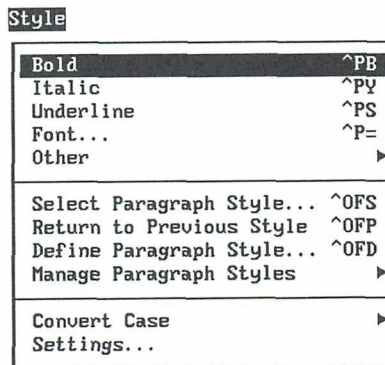 Style
Bold ^PB
Italic ^PY
Underline ^PS
Font... ^P=
Other ►
Select Paragraph Style... ^OFS
Return to Previous Style ^OFP
Define Paragraph Style... ^OFD
Manage Paragraph Styles ►
Convert Case ►
Settings...